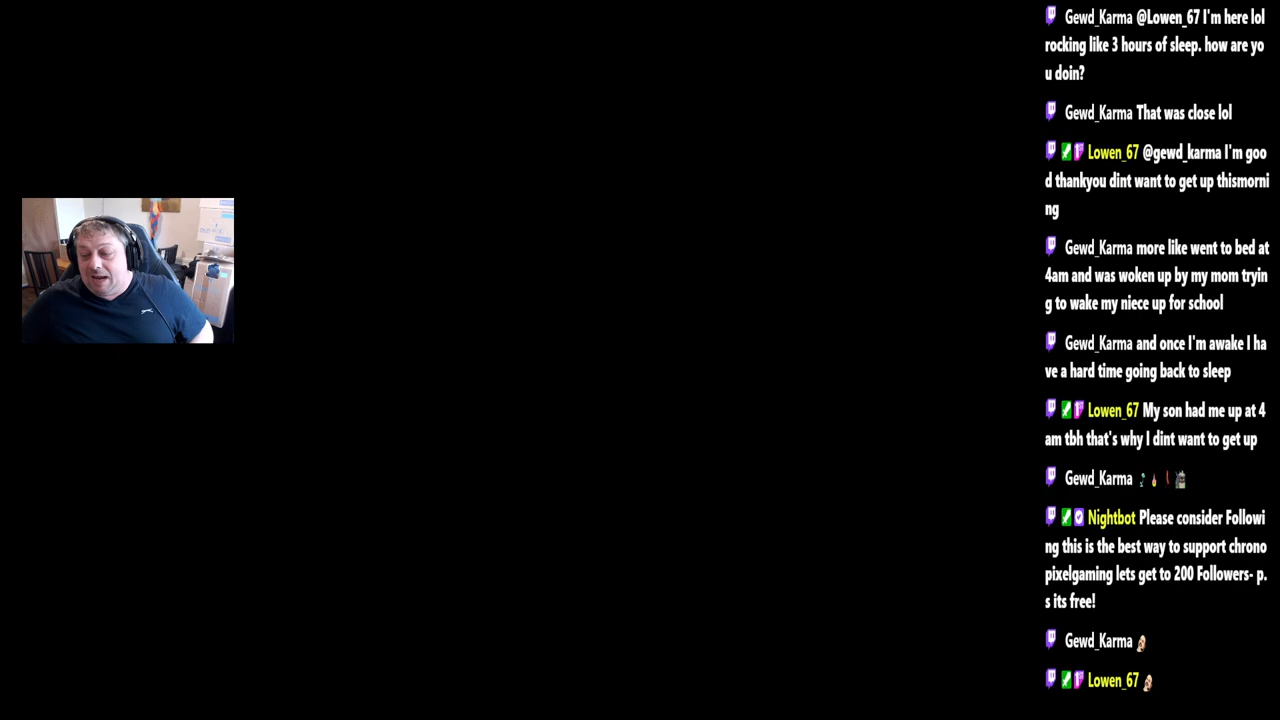 Gewd_Karma @Lowen_67 I'm here lol
rocking like 3 hours of sleep. how are yo
u doin?
Gewd_Karma That was close lol
Lowen_67 @gewd_karma I'm goo
d thankyou dint want to get up thismorni
ng
Gewd_Karma more like went to bed at
4am and was woken up by my mom tryin
g to wake my niece up for school
Gewd_Karma and once I'm awake I ha
ve a hard time going back to sleep
Lowen_67 My son had me up at 4
am tbh that's why I dint want to get up
Gewd_Karma
Nightbot Please consider Followi
ng this is the best way to support chrono
pixelgaming lets get to 200 Followers- p.
s its free!
Gewd_Karma
Lowen_67